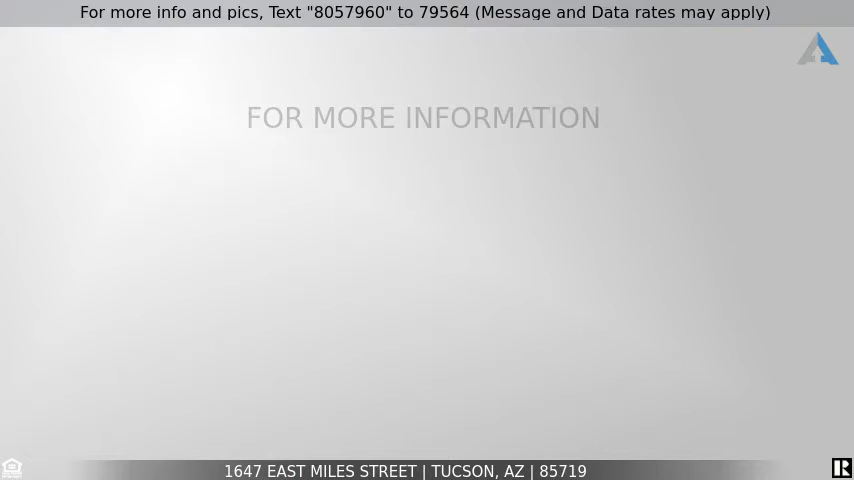 For more info and pics, Text "8057960" to 79564 (Message and Data rates may apply)
FOR MORE INFORMATION
1647 EAST MILES STREET | TUCSON, AZ | 85719